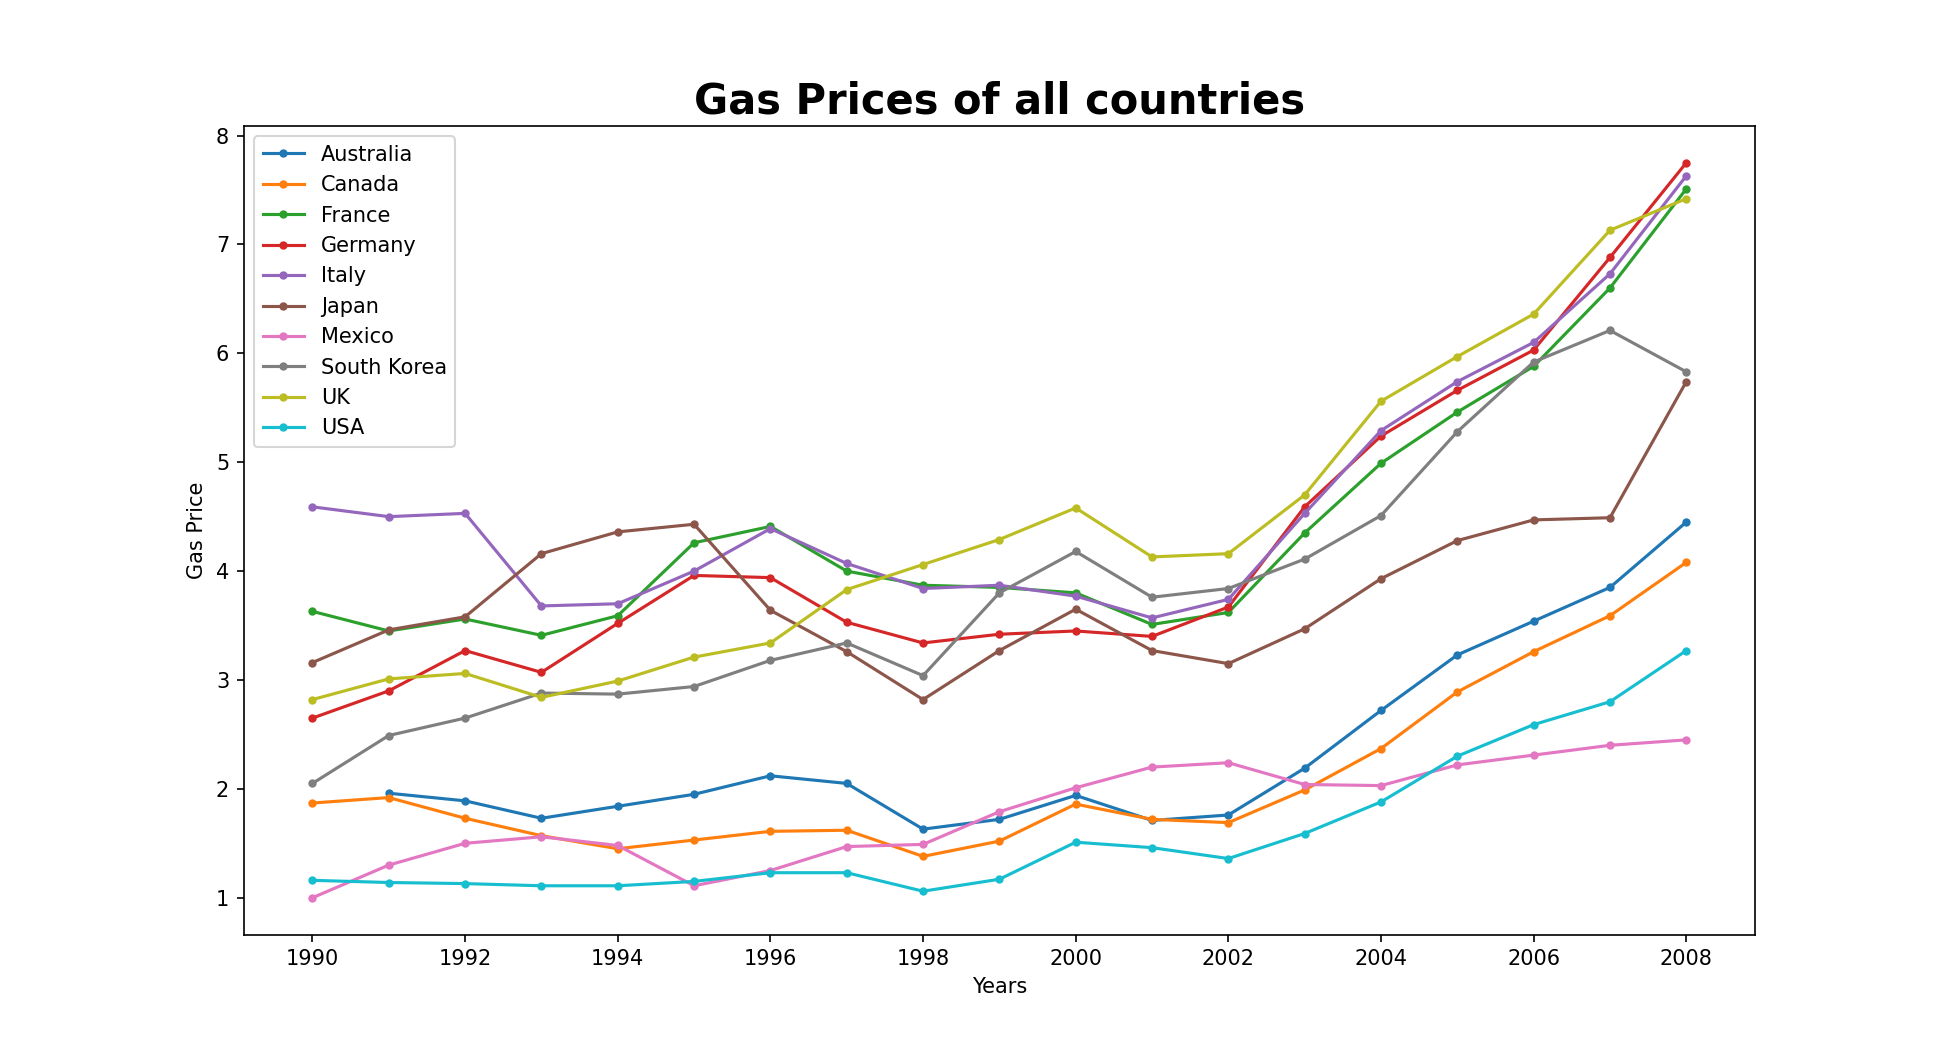 Gas Prices of all countries
8
7
6
5
4
3
2
1
Gas Price
Australia
Canada
France
Germany
Italy
Japan
Mexico
South Korea
UK
USA
1990 1992 1994 1996 1998 2000 2002 2004 2006 2008
Years